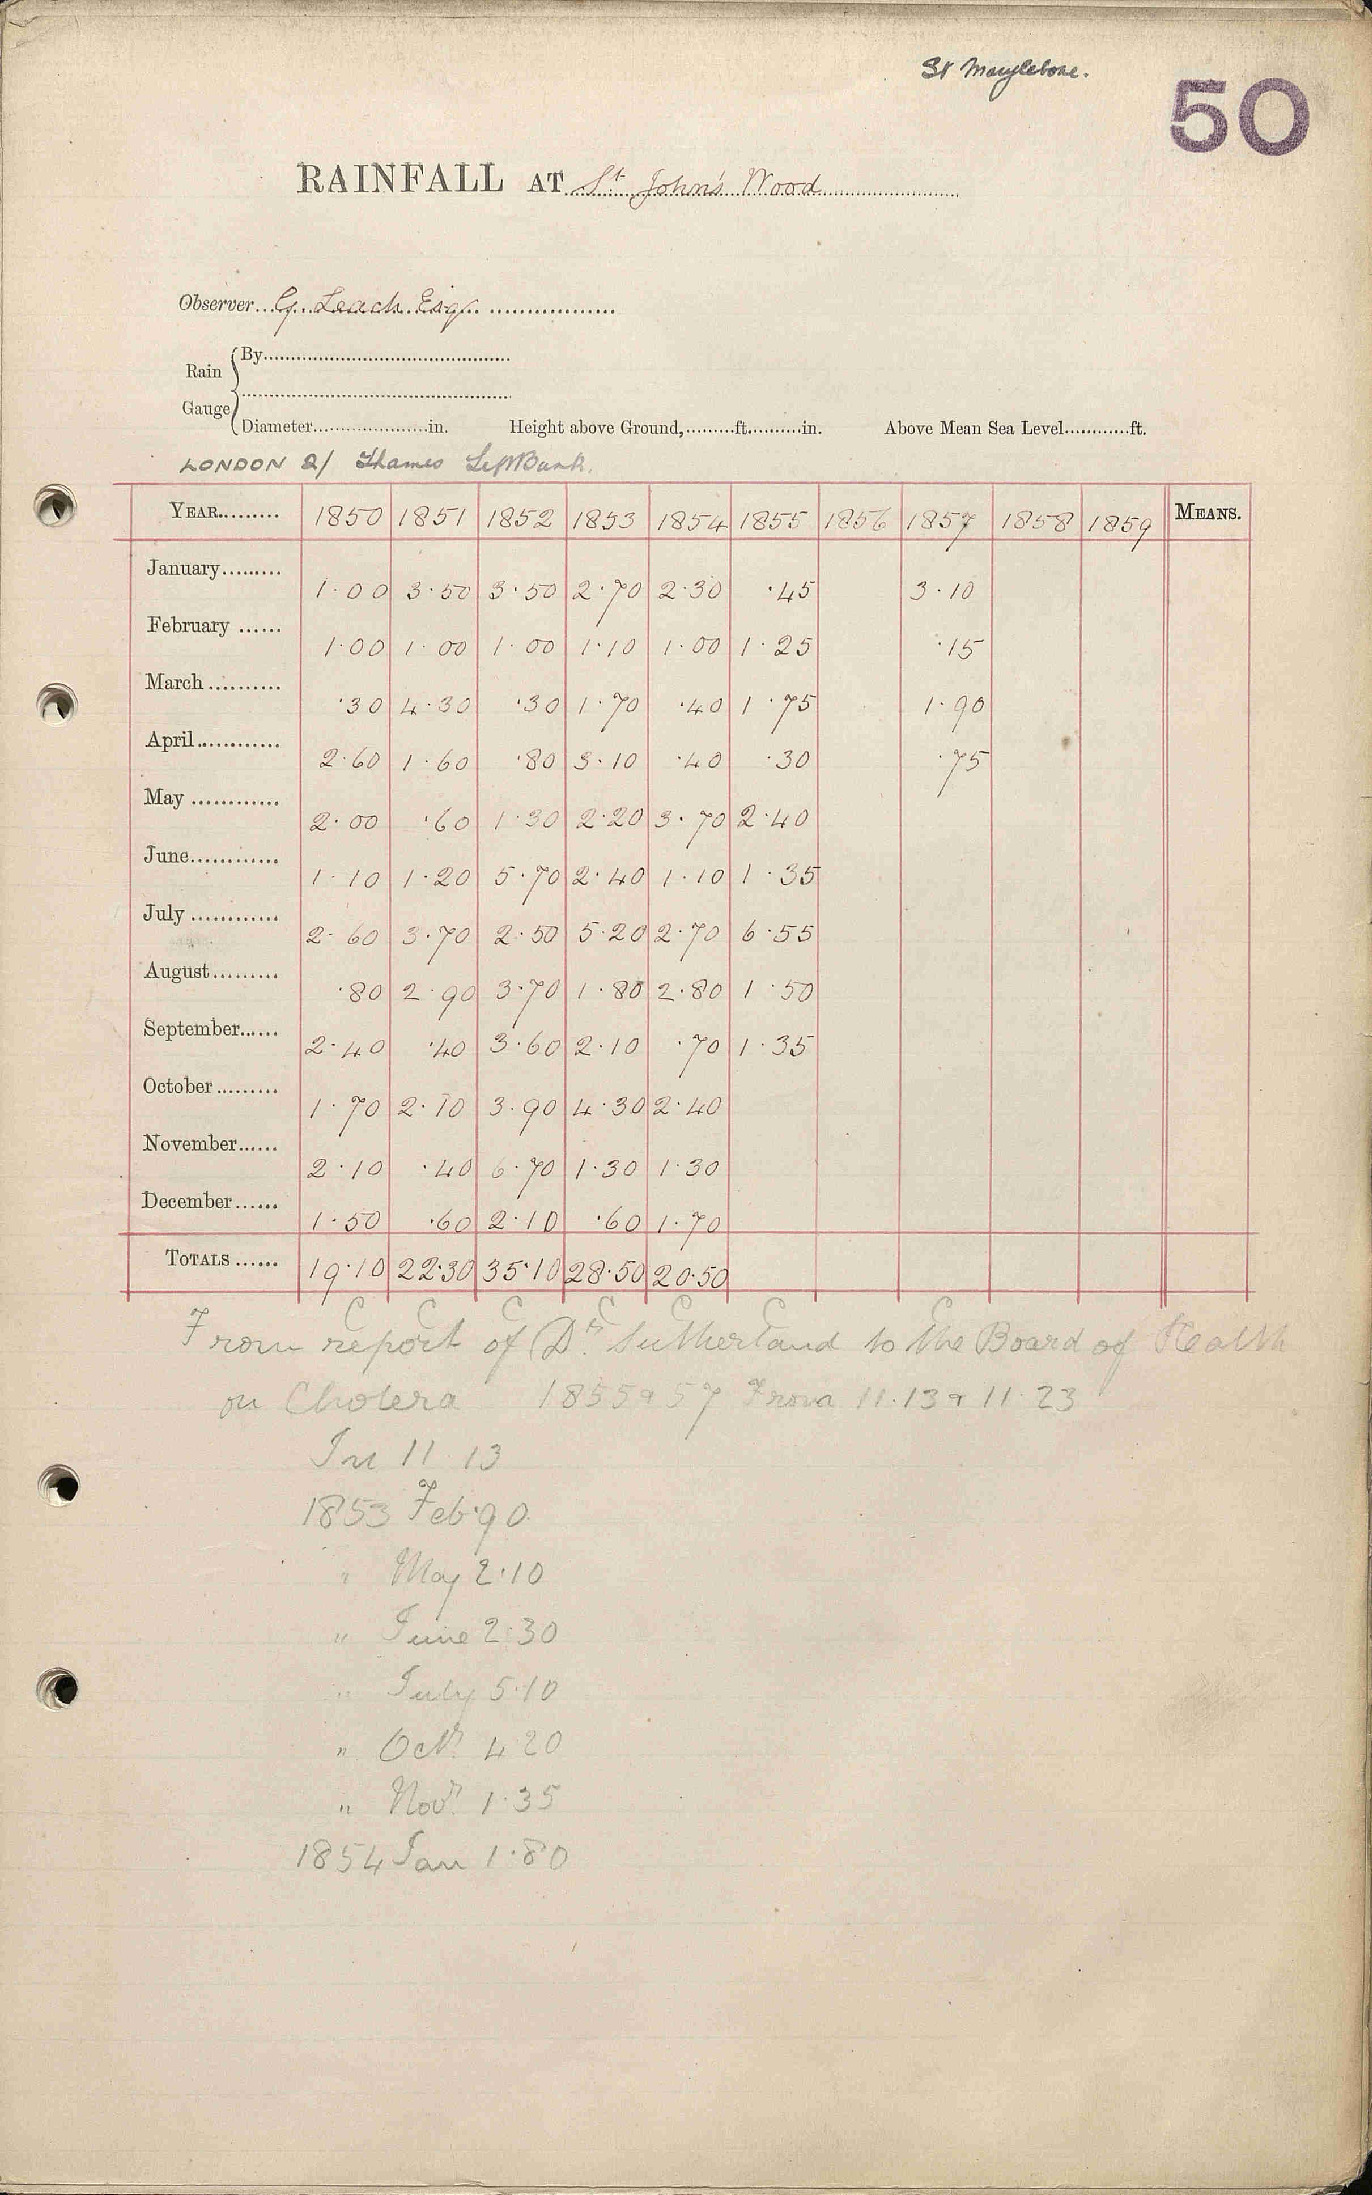 St Marylebone.
50
RAINFALL AT St John's Wood
Observer G. Leach Esq.
Rain Gauge
By
Diameter in. Height above Ground, ft. in. Above Mean Sea Level ft.
LONDON 2/ Thames Left Bank.
YEAR 1850 1851 1852 1853 1854 1855 1856 1857 1858 1859 MEANS.
January 1.00 3.50 3.50 2.70 2.30 .45 3.10
February 1.00 1.00 1.00 1.10 1.00 1.25 .15
March .30 4.30 .30 1.70 .40 1.75 1.90
April 2.60 1.60 .80 3.10 .40 .30 .75
May 2.00 .60 1.30 2.20 3.70 2.40
June 1.10 1.20 5.70 2.40 1.10 1.35
July 2.60 3.70 2.50 5.20 2.70 6.55
August .80 2.90 3.70 1.80 2.80 1.50
September 2.40 .40 3.60 2.10 .70 1.35
October 1.70 2.10 3.90 4.30 2.40
November 2.10 .40 6.70 1.30 1.30
December 1.50 .60 2.10 .60 1.70
TOTALS 19.10 22.30 35.10 28.50 20.50
C C C C C C C
From report of Dr. Sutherland to the Board of Health
on Cholera 1855 & 57 From 11.13 & 11.23
In 11 13
1853 Feb .90
" May 2.10
" June 2.30
" July 5.10
" Octr 4 20
" Novr 1.35
1854 Jan 1.80